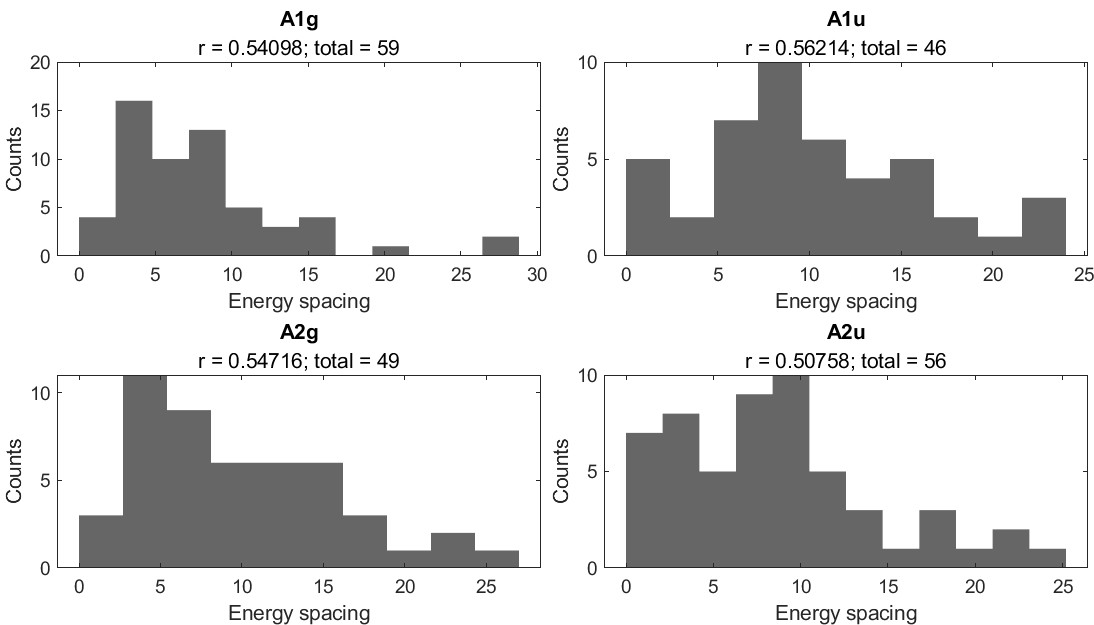 A1g
r = 0.54098; total = 59
20
15
10
5
0
Counts
0 5 10 15 20 25 30
Energy spacing
A1u
r = 0.56214; total = 46
10
5
0
Counts
0 5 10 15 20 25
Energy spacing
A2g
r = 0.54716; total = 49
10
5
0
Counts
0 5 10 15 20 25
Energy spacing
A2u
r = 0.50758; total = 56
10
5
0
Counts
0 5 10 15 20 25
Energy spacing